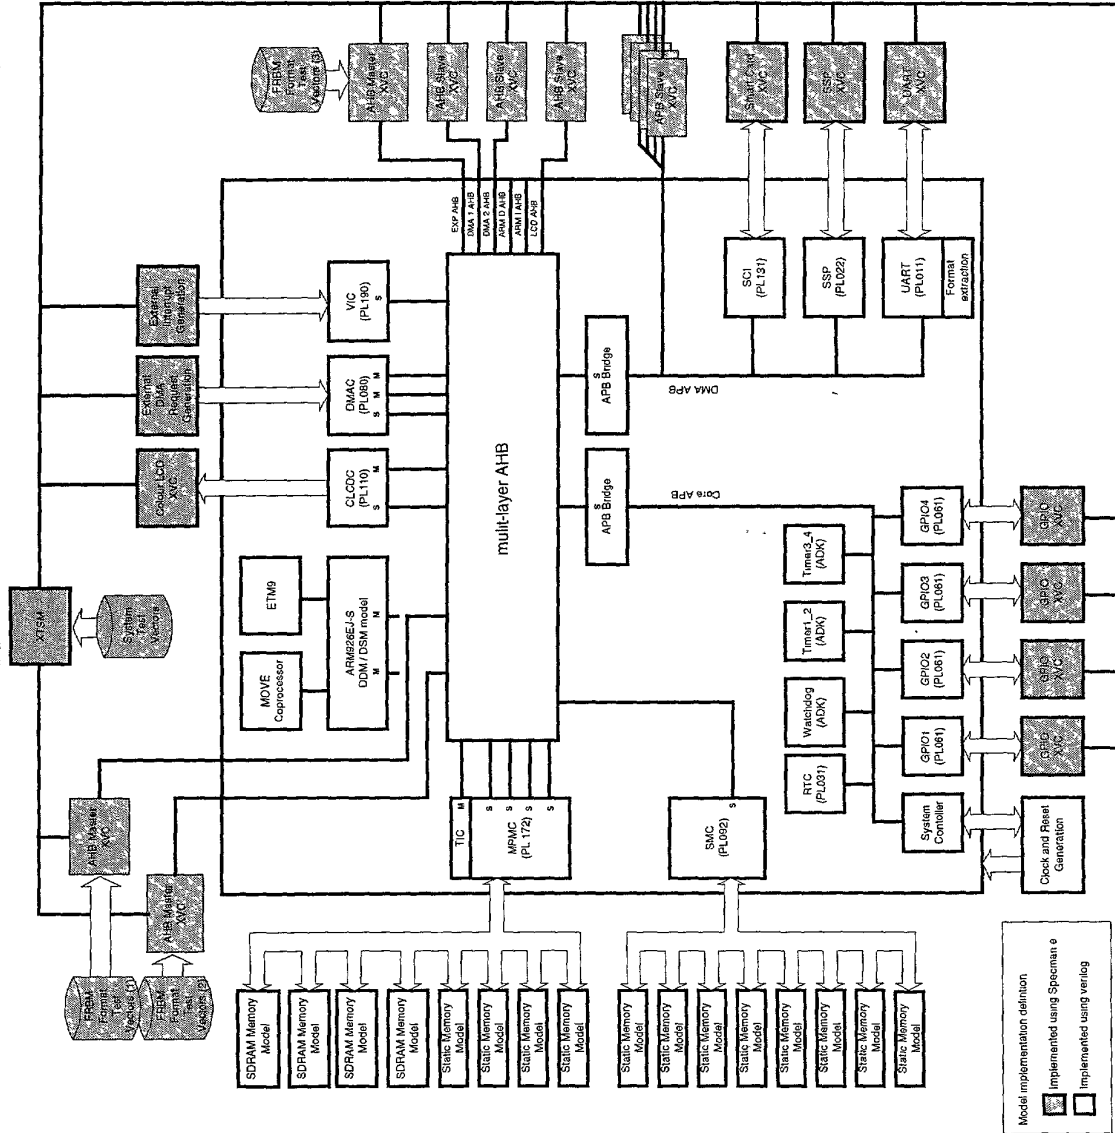 XTSM
System
Test
Vectors
FRBM
Format
Test
Vectors (1)
FRBM
Format
Test
Vectors (2)
AHB Master
XVC
AHB Master
XVC
Colour LCD
XVC
External
DMA
Request
Generation
External
Interrupt
Generation
FRBM
Format
Test
Vectors (3)
AHB Master
XVC
AHB Slave
XVC
AHB Slave
XVC
AHB Slave
XVC
APB Slave
XVC
Smart Card
XVC
SSP
XVC
UART
XVC
MOVE
Coprocessor
ETM9
ARM926EJ-S
DDM / DSM model
M
M
CLCDC
(PL110)
S
M
DMAC
(PL080)
S
M
M
VIC
(PL190)
S
EXP AHB
DMA 1 AHB
DMA 2 AHB
ARM D AHB
ARM I AHB
LCD AHB
mulit-layer AHB
TIC
M
MPMC
(PL 172)
S
S
S
S
SMC
(PL092)
S
S
APB Bridge
S
APB Bridge
Core APB
DMA APB
SCI
(PL131)
SSP
(PL022)
UART
(PL011)
Format
extraction
RTC
(PL031)
Watchdog
(ADK)
Timer1_2
(ADK)
Timer3_4
(ADK)
System
Contoller
GPIO1
(PL061)
GPIO2
(PL061)
GPIO3
(PL061)
GPIO4
(PL061)
Clock and Reset
Generation
GPIO
XVC
GPIO
XVC
GPIO
XVC
GPIO
XVC
SDRAM Memory
Model
SDRAM Memory
Model
SDRAM Memory
Model
SDRAM Memory
Model
Static Memory
Model
Static Memory
Model
Static Memory
Model
Static Memory
Model
Static Memory
Model
Static Memory
Model
Static Memory
Model
Static Memory
Model
Static Memory
Model
Static Memory
Model
Static Memory
Model
Static Memory
Model
Model implementation definition
Implemented using Specman e
Implemented using verilog